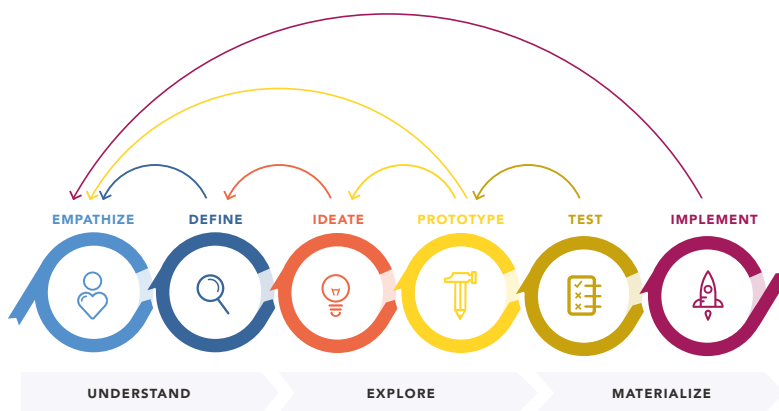 EMPATHIZE DEFINE IDEATE PROTOTYPE TEST IMPLEMENT
UNDERSTAND EXPLORE MATERIALIZE